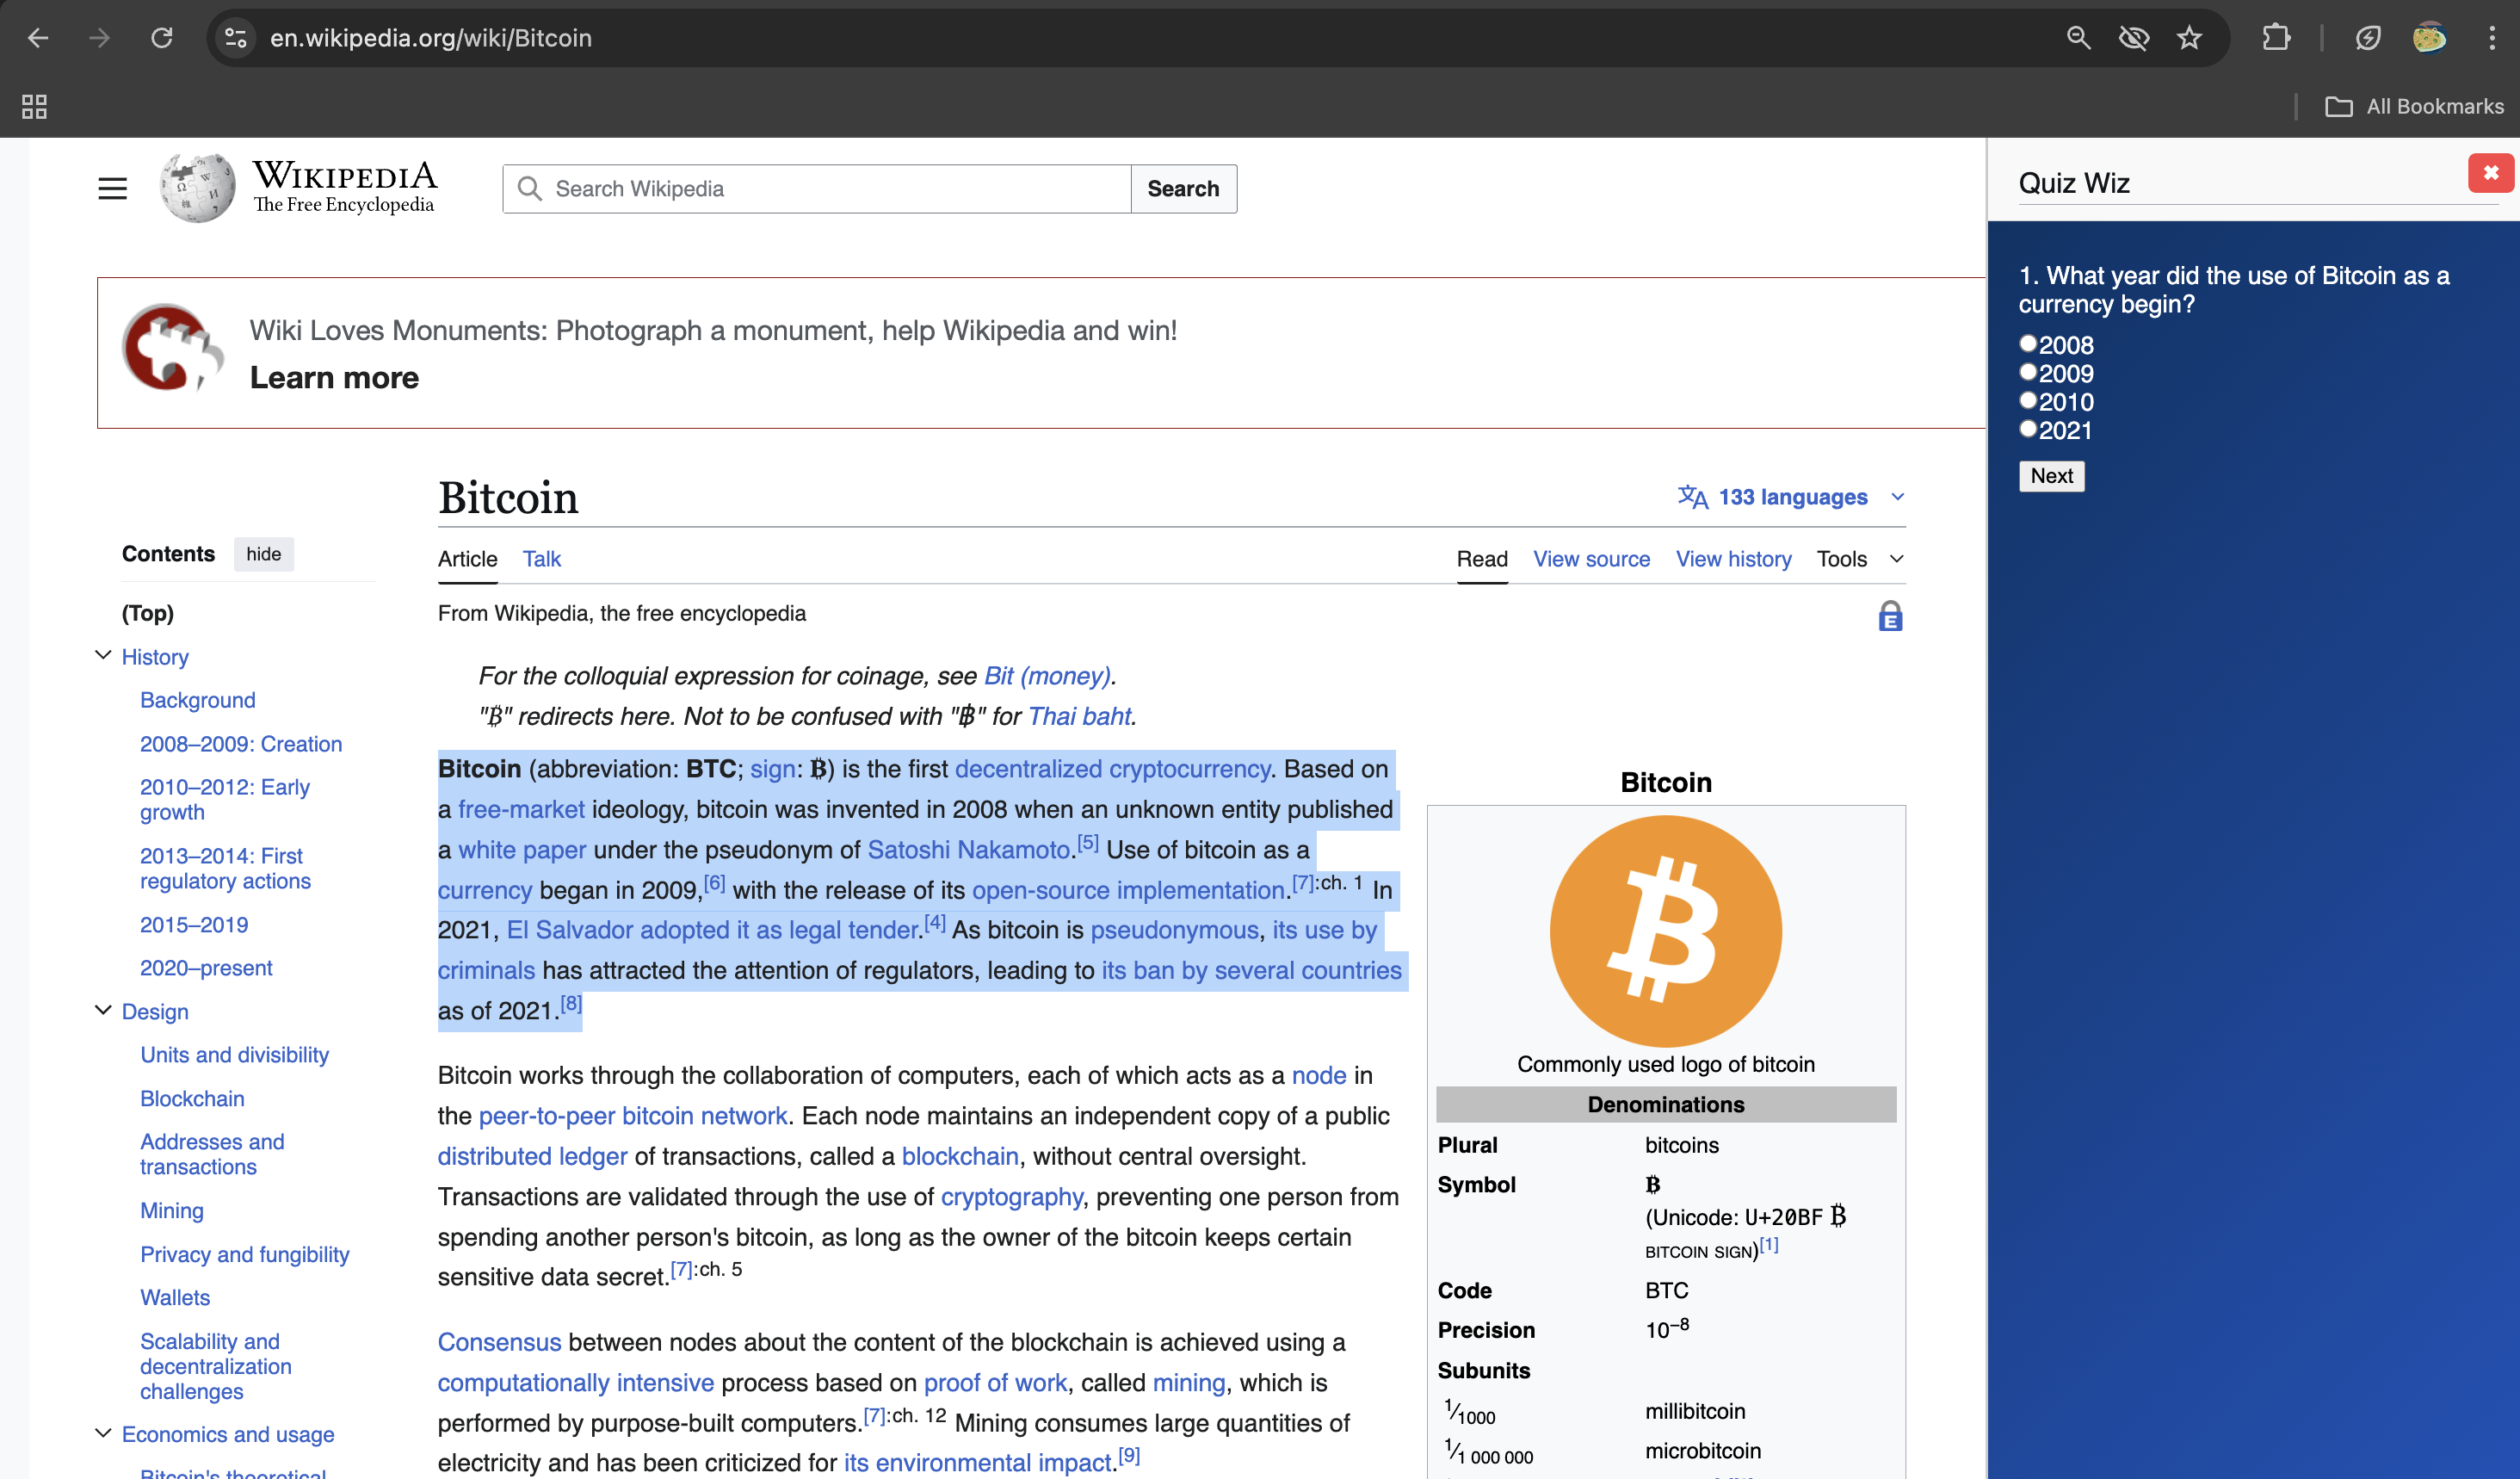 en.wikipedia.org/wiki/Bitcoin
All Bookmarks
WIKIPEDIA
The Free Encyclopedia
Search Wikipedia
Search
Wiki Loves Monuments: Photograph a monument, help Wikipedia and win!
Learn more
Contents
hide
(Top)
History
Background
2008–2009: Creation
2010–2012: Early
growth
2013–2014: First
regulatory actions
2015–2019
2020–present
Design
Units and divisibility
Blockchain
Addresses and
transactions
Mining
Privacy and fungibility
Wallets
Scalability and
decentralization
challenges
Economics and usage
Bitcoin's theoretical
Bitcoin
133 languages
Article Talk
Read View source View history Tools
From Wikipedia, the free encyclopedia
For the colloquial expression for coinage, see Bit (money).
"₿" redirects here. Not to be confused with "฿" for Thai baht.
Bitcoin (abbreviation: BTC; sign: ₿) is the first decentralized cryptocurrency. Based on
a free-market ideology, bitcoin was invented in 2008 when an unknown entity published
a white paper under the pseudonym of Satoshi Nakamoto.[5] Use of bitcoin as a
currency began in 2009,[6] with the release of its open-source implementation.[7]:ch. 1 In
2021, El Salvador adopted it as legal tender.[4] As bitcoin is pseudonymous, its use by
criminals has attracted the attention of regulators, leading to its ban by several countries
as of 2021.[8]
Bitcoin works through the collaboration of computers, each of which acts as a node in
the peer-to-peer bitcoin network. Each node maintains an independent copy of a public
distributed ledger of transactions, called a blockchain, without central oversight.
Transactions are validated through the use of cryptography, preventing one person from
spending another person's bitcoin, as long as the owner of the bitcoin keeps certain
sensitive data secret.[7]:ch. 5
Consensus between nodes about the content of the blockchain is achieved using a
computationally intensive process based on proof of work, called mining, which is
performed by purpose-built computers.[7]:ch. 12 Mining consumes large quantities of
electricity and has been criticized for its environmental impact.[9]
Bitcoin
Commonly used logo of bitcoin
Denominations
Plural bitcoins
Symbol ₿
(Unicode: U+20BF ₿
BITCOIN SIGN)[1]
Code BTC
Precision 10−8
Subunits
1⁄1000 millibitcoin
1⁄1 000 000 microbitcoin
Quiz Wiz
1. What year did the use of Bitcoin as a
currency begin?
2008
2009
2010
2021
Next